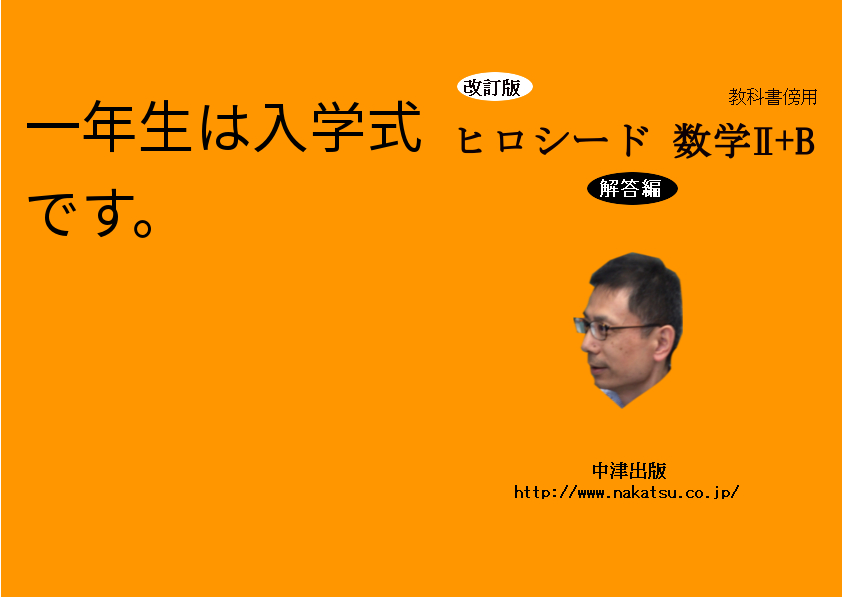 一年生は入学式
です。
改訂版
教科書傍用
ヒロシード 数学Ⅱ+B
解答編
中津出版
http://www.nakatsu.co.jp/